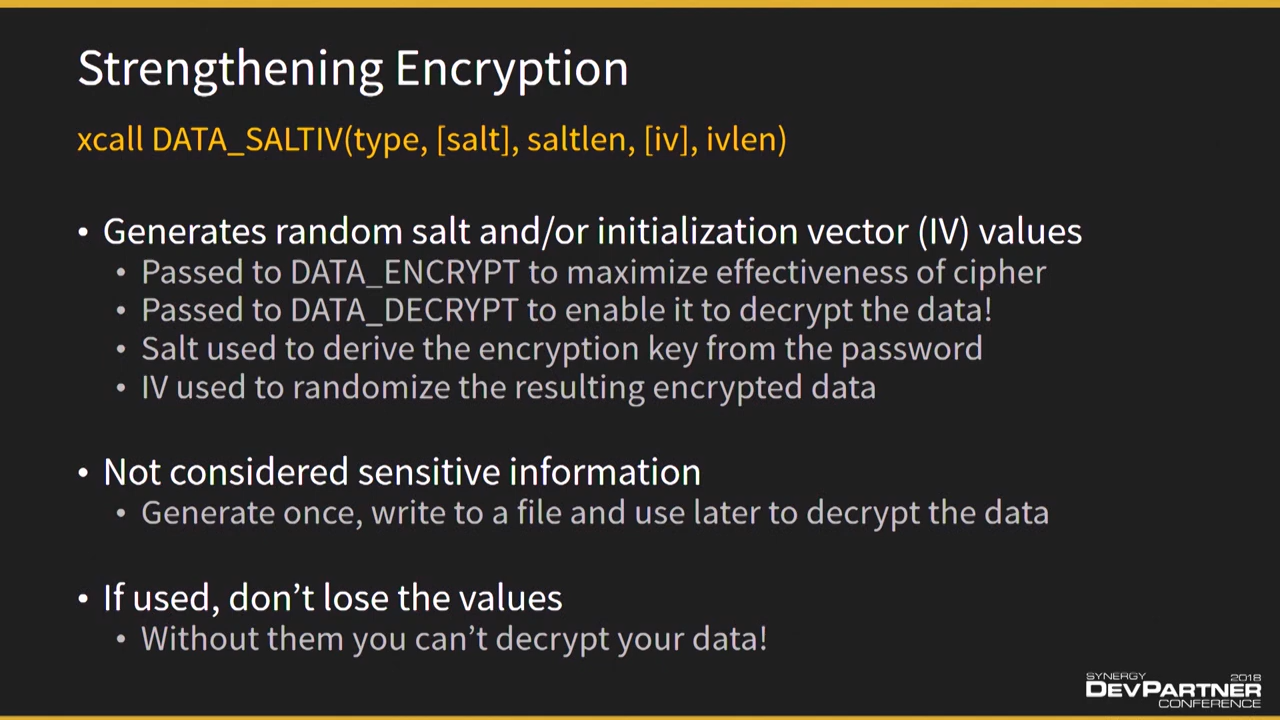 Strengthening Encryption
xcall DATA_SALTIV(type, [salt], saltlen, [iv], ivlen)
• Generates random salt and/or initialization vector (IV) values
• Passed to DATA_ENCRYPT to maximize effectiveness of cipher
• Passed to DATA_DECRYPT to enable it to decrypt the data!
• Salt used to derive the encryption key from the password
• IV used to randomize the resulting encrypted data
• Not considered sensitive information
• Generate once, write to a file and use later to decrypt the data
• If used, don’t lose the values
• Without them you can’t decrypt your data!
SYNERGY 2018
DEVPARTNER
CONFERENCE